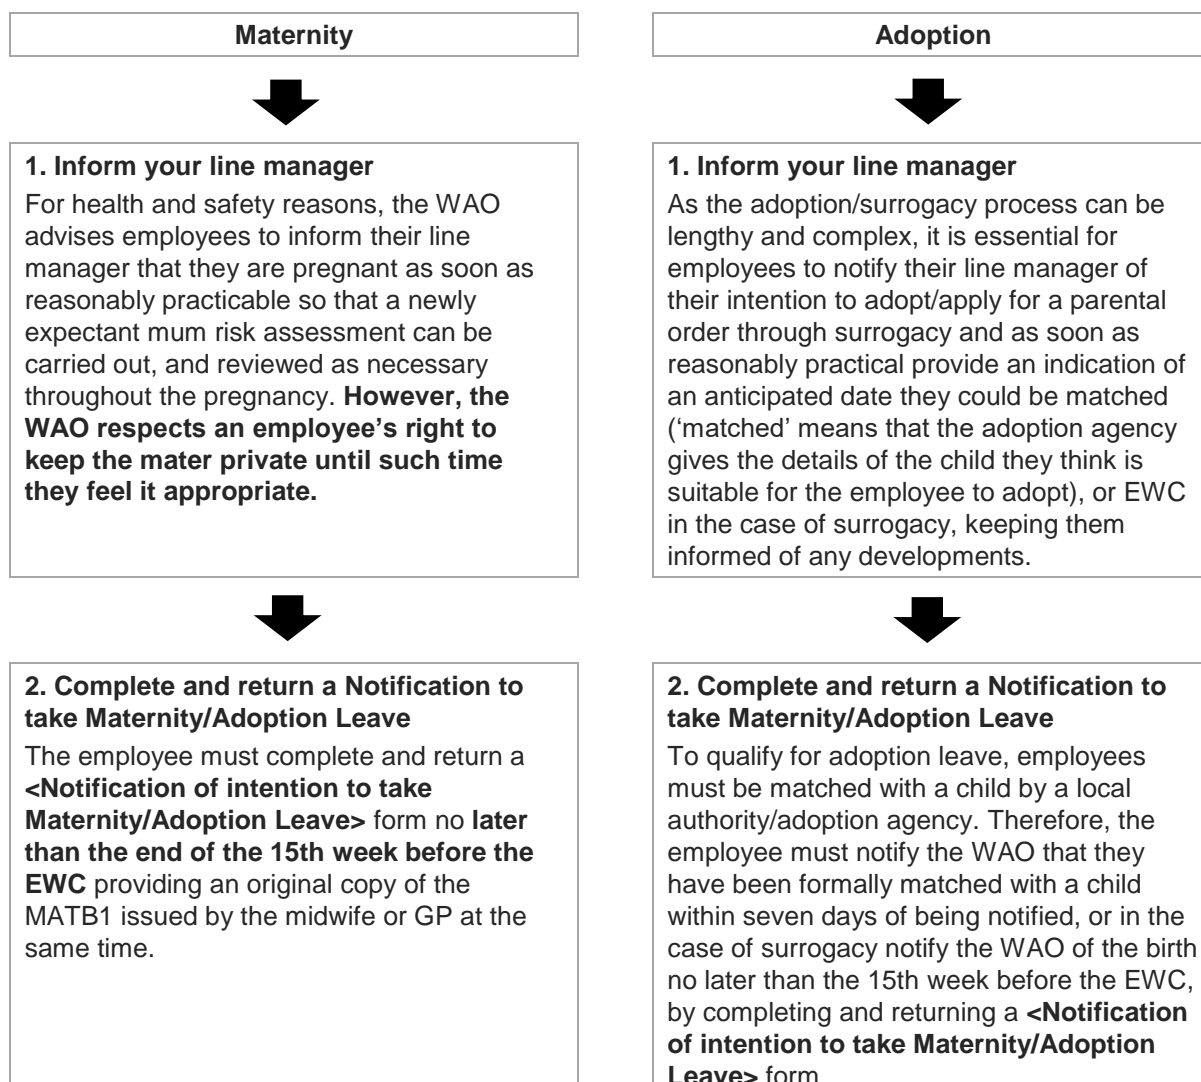 Maternity
1. Inform your line manager
For health and safety reasons, the WAO
advises employees to inform their line
manager that they are pregnant as soon as
reasonably practicable so that a newly
expectant mum risk assessment can be
carried out, and reviewed as necessary
throughout the pregnancy. However, the
WAO respects an employee’s right to
keep the mater private until such time
they feel it appropriate.
2. Complete and return a Notification to
take Maternity/Adoption Leave
The employee must complete and return a
<Notification of intention to take
Maternity/Adoption Leave> form no later
than the end of the 15th week before the
EWC providing an original copy of the
MATB1 issued by the midwife or GP at the
same time.
Adoption
1. Inform your line manager
As the adoption/surrogacy process can be
lengthy and complex, it is essential for
employees to notify their line manager of
their intention to adopt/apply for a parental
order through surrogacy and as soon as
reasonably practical provide an indication of
an anticipated date they could be matched
(‘matched’ means that the adoption agency
gives the details of the child they think is
suitable for the employee to adopt), or EWC
in the case of surrogacy, keeping them
informed of any developments.
2. Complete and return a Notification to
take Maternity/Adoption Leave
To qualify for adoption leave, employees
must be matched with a child by a local
authority/adoption agency. Therefore, the
employee must notify the WAO that they
have been formally matched with a child
within seven days of being notified, or in the
case of surrogacy notify the WAO of the birth
no later than the 15th week before the EWC,
by completing and returning a <Notification
of intention to take Maternity/Adoption
Leave> form